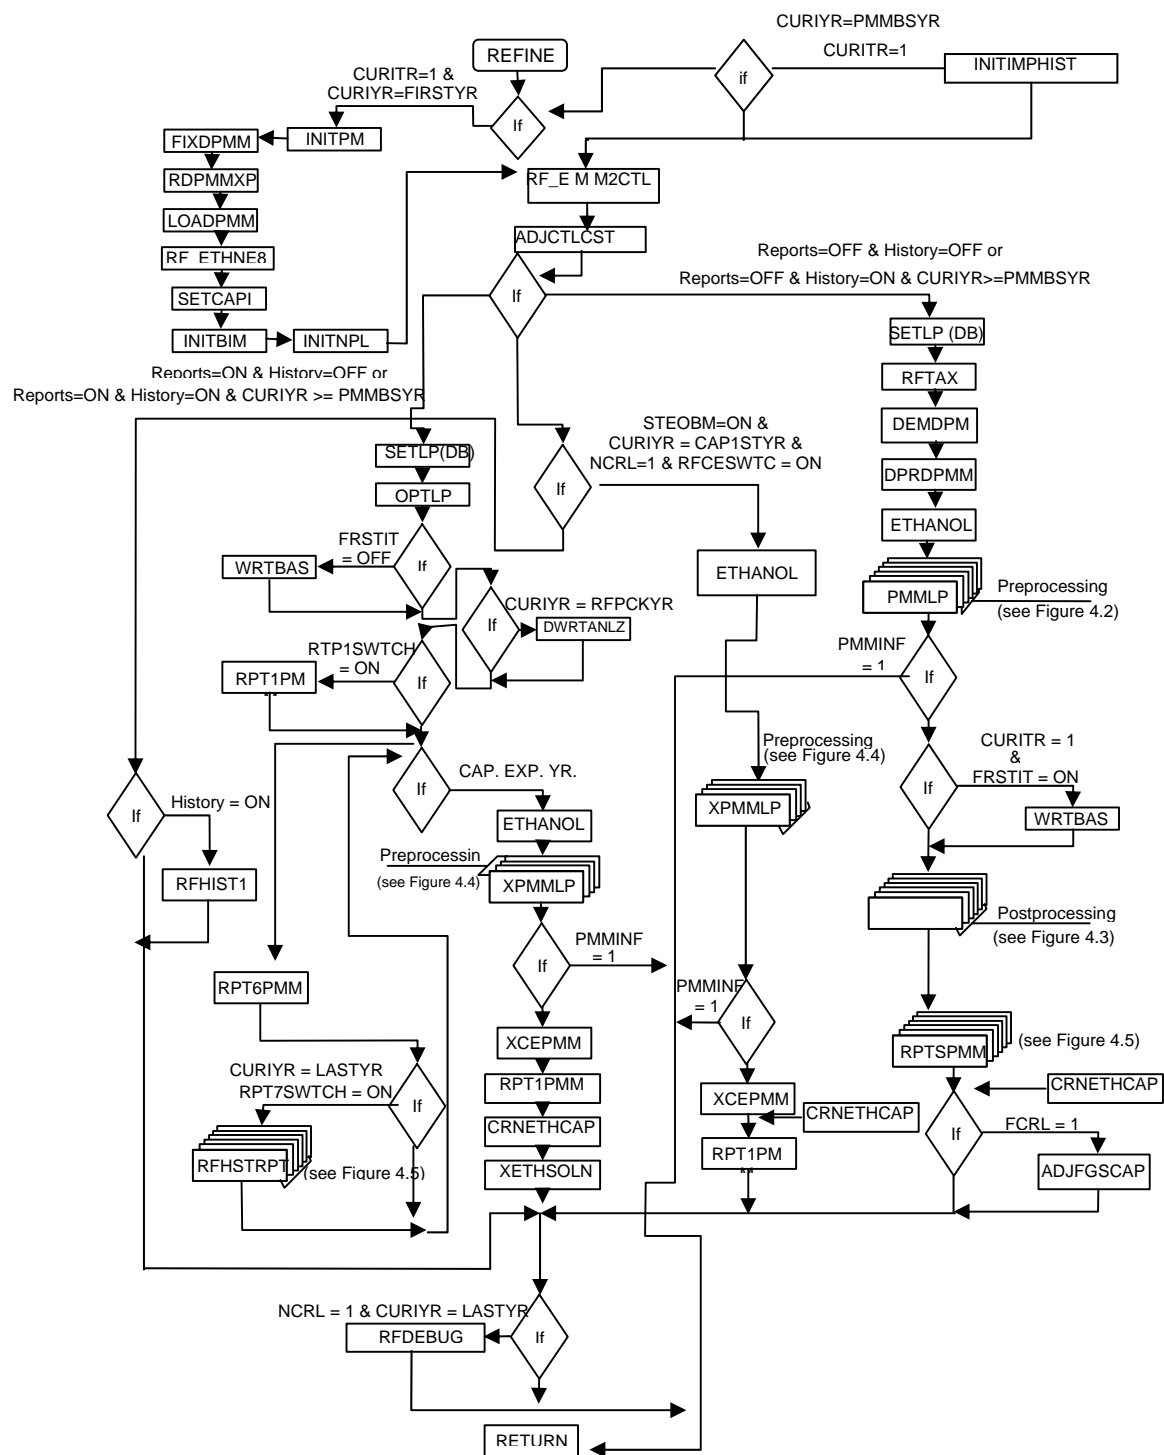 CURIYR=PMMBSYR
CURITR=1
REFINE
if
INITIMPHIST
CURITR=1 &
CURIYR=FIRSTYR
If
INITPM
FIXDPMM
RDPMMXP
LOADPMM
RF_ETHNE8
SETCAPI
INITBIM
INITNPL
RF_E M M2CTL
ADJCTLCST
If
Reports=OFF & History=OFF or
Reports=OFF & History=ON & CURIYR>=PMMBSYR
Reports=ON & History=OFF or
Reports=ON & History=ON & CURIYR >= PMMBSYR
SETLP (DB)
RFTAX
DEMDPM
DPRDPMM
ETHANOL
PMMLP
Preprocessing
(see Figure 4.2)
STEOBM=ON &
CURIYR = CAP1STYR &
NCRL=1 & RFCESWTC = ON
If
SETLP(DB)
OPTLP
FRSTIT
= OFF
If
WRTBAS
ETHANOL
CURIYR = RFPCKYR
If
DWRTANLZ
RTP1SWTCH
= ON
If
RPT1PM
PMMINF
= 1
If
CURITR = 1
&
FRSTIT = ON
If
WRTBAS
Preprocessing
(see Figure 4.4)
XPMMLP
If
CAP. EXP. YR.
ETHANOL
Preprocessin
(see Figure 4.4)
XPMMLP
If
History = ON
RFHIST1
Postprocessing
(see Figure 4.3)
PMMINF
= 1
If
PMMINF
= 1
If
RPT6PMM
XCEPMM
RPT1PMM
CRNETHCAP
XETHSOLN
RPTSPMM
(see Figure 4.5)
CRNETHCAP
CURIYR = LASTYR
RPT7SWTCH = ON
If
RFHSTRPT
(see Figure 4.5)
XCEPMM
CRNETHCAP
RPT1PM
If
FCRL = 1
ADJFGSCAP
NCRL = 1 & CURIYR = LASTYR
RFDEBUG
If
RETURN